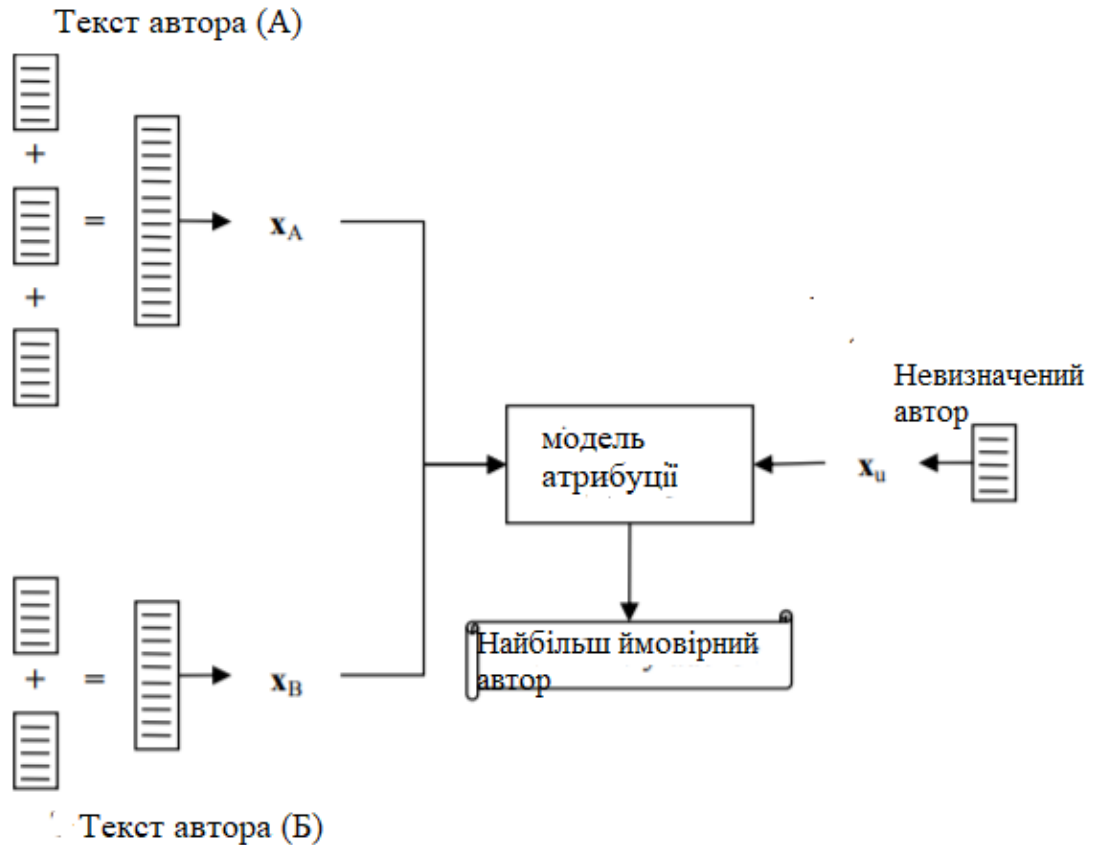 Текст автора (А)
+
=
x_A
+
Невизначений
автор
модель
атрибуції
x_u
Найбільш ймовірний
автор
+
=
x_B
Текст автора (Б)